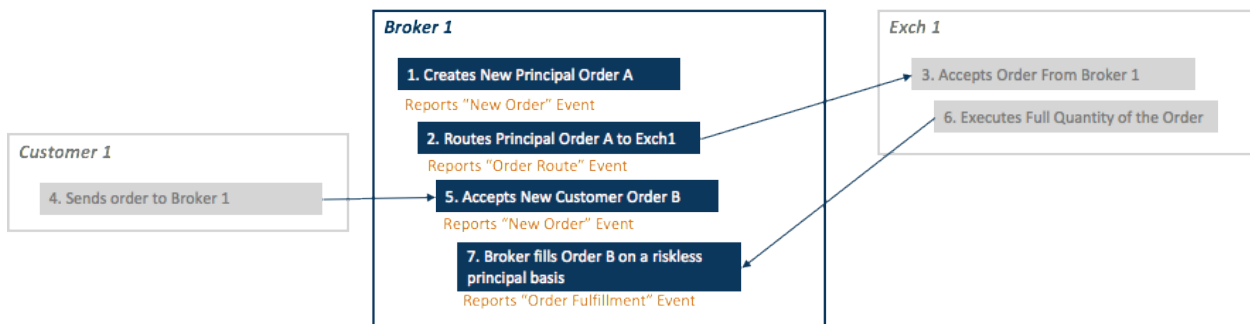 Broker 1
1. Creates New Principal Order A
Reports "New Order" Event
2. Routes Principal Order A to Exch1
Reports "Order Route" Event
Exch 1
3. Accepts Order From Broker 1
6. Executes Full Quantity of the Order
Customer 1
4. Sends order to Broker 1
5. Accepts New Customer Order B
Reports "New Order" Event
7. Broker fills Order B on a riskless
principal basis
Reports "Order Fulfillment" Event